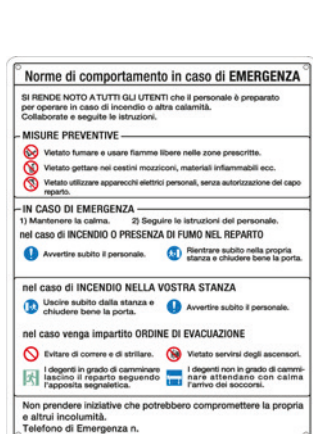 Norme di comportamento in caso di EMERGENZA
SI RENDE NOTO A TUTTI GLI UTENTI che il personale è preparato
per operare in caso di incendio o altra calamità.
Collaborate e seguite le istruzioni.
MISURE PREVENTIVE
Vietato fumare e usare fiamme libere nelle zone prescritte.
Vietato gettare nei cestini mozziconi, materiali infiammabili ecc.
Vietato utilizzare apparecchi elettrici personali, senza autorizzazione del capo
reparto.
IN CASO DI EMERGENZA
1) Mantenere la calma. 2) Seguire le istruzioni del personale.
nel caso di INCENDIO O PRESENZA DI FUMO NEL REPARTO
Avvertire subito il personale.
Rientrare subito nella propria
stanza e chiudere bene la porta.
nel caso di INCENDIO NELLA VOSTRA STANZA
Uscire subito dalla stanza e
chiudere bene la porta.
Avvertire subito il personale.
nel caso venga impartito ORDINE DI EVACUAZIONE
Evitare di correre e di strillare.
Vietato servirsi degli ascensori.
I degenti in grado di camminare
lascino il reparto seguendo
l'apposita segnaletica.
I degenti non in grado di cammi-
nare attendano con calma
l'arrivo dei soccorsi.
Non prendere iniziative che potrebbero compromettere la propria
e altrui incolumità.
Telefono di Emergenza n.